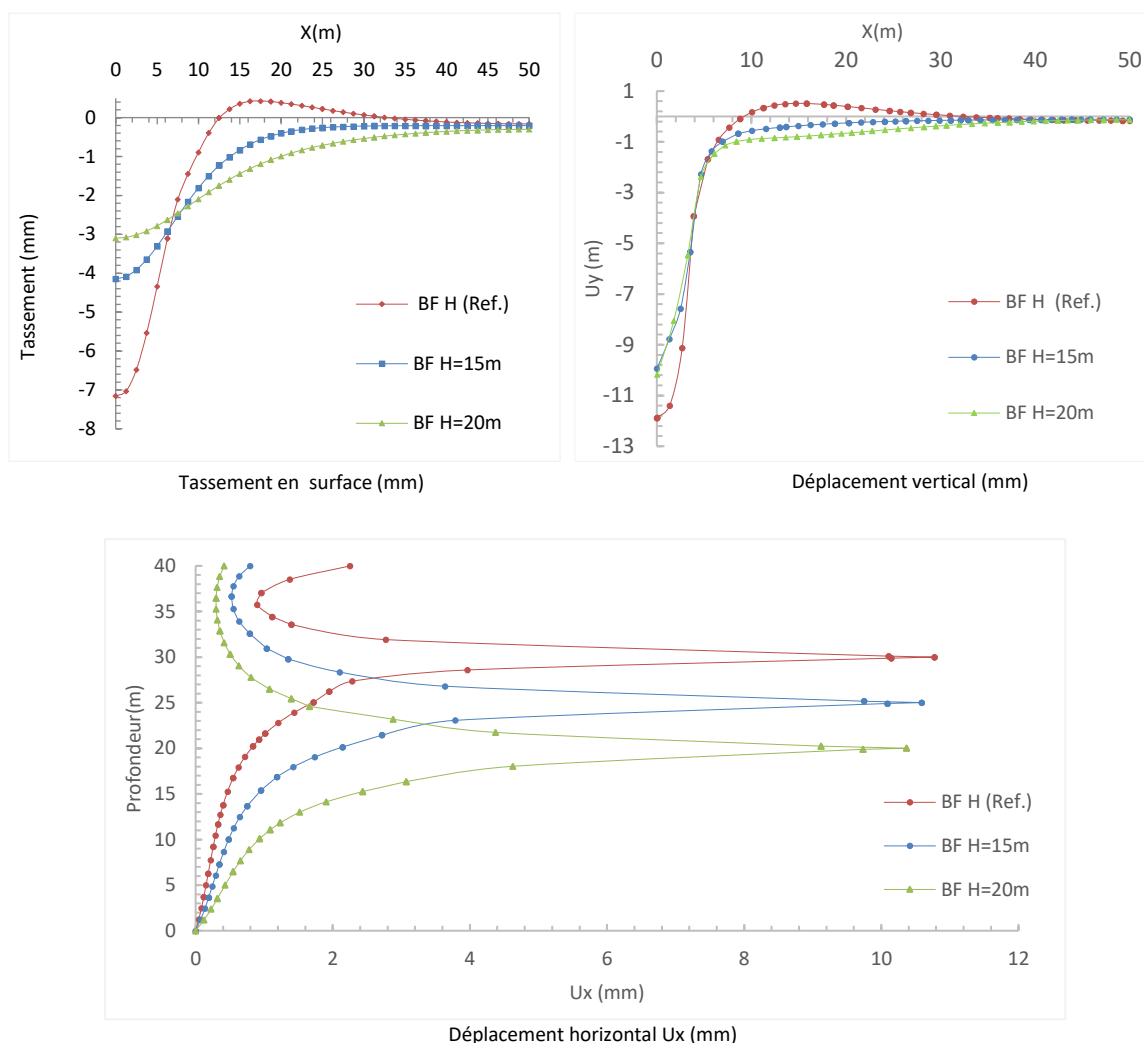 X(m)
0 5 10 15 20 25 30 35 40 45 50
0
-1
-2
-3
-4
-5
-6
-7
-8
Tassement (mm)
BF H (Ref.)
BF H=15m
BF H=20m
Tassement en surface (mm)
X(m)
0 10 20 30 40 50
1
-1
-3
-5
-7
-9
-11
-13
Uy (m)
BF H (Ref.)
BF H=15m
BF H=20m
Déplacement vertical (mm)
40
35
30
25
20
15
10
5
0
Profondeur(m)
BF H (Ref.)
BF H=15m
BF H=20m
0 2 4 6 8 10 12
Ux (mm)
Déplacement horizontal Ux (mm)